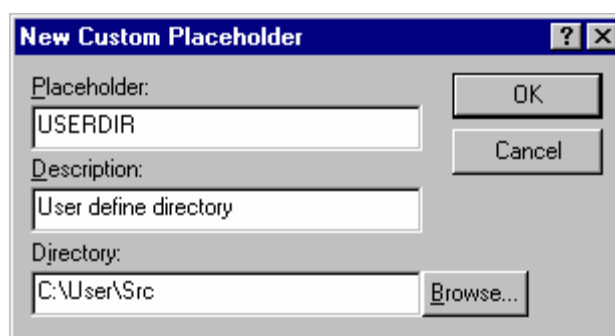 New Custom Placeholder
Placeholder:
USERDIR
OK
Cancel
Description:
User define directory
Directory:
C:\User\Src
Browse...